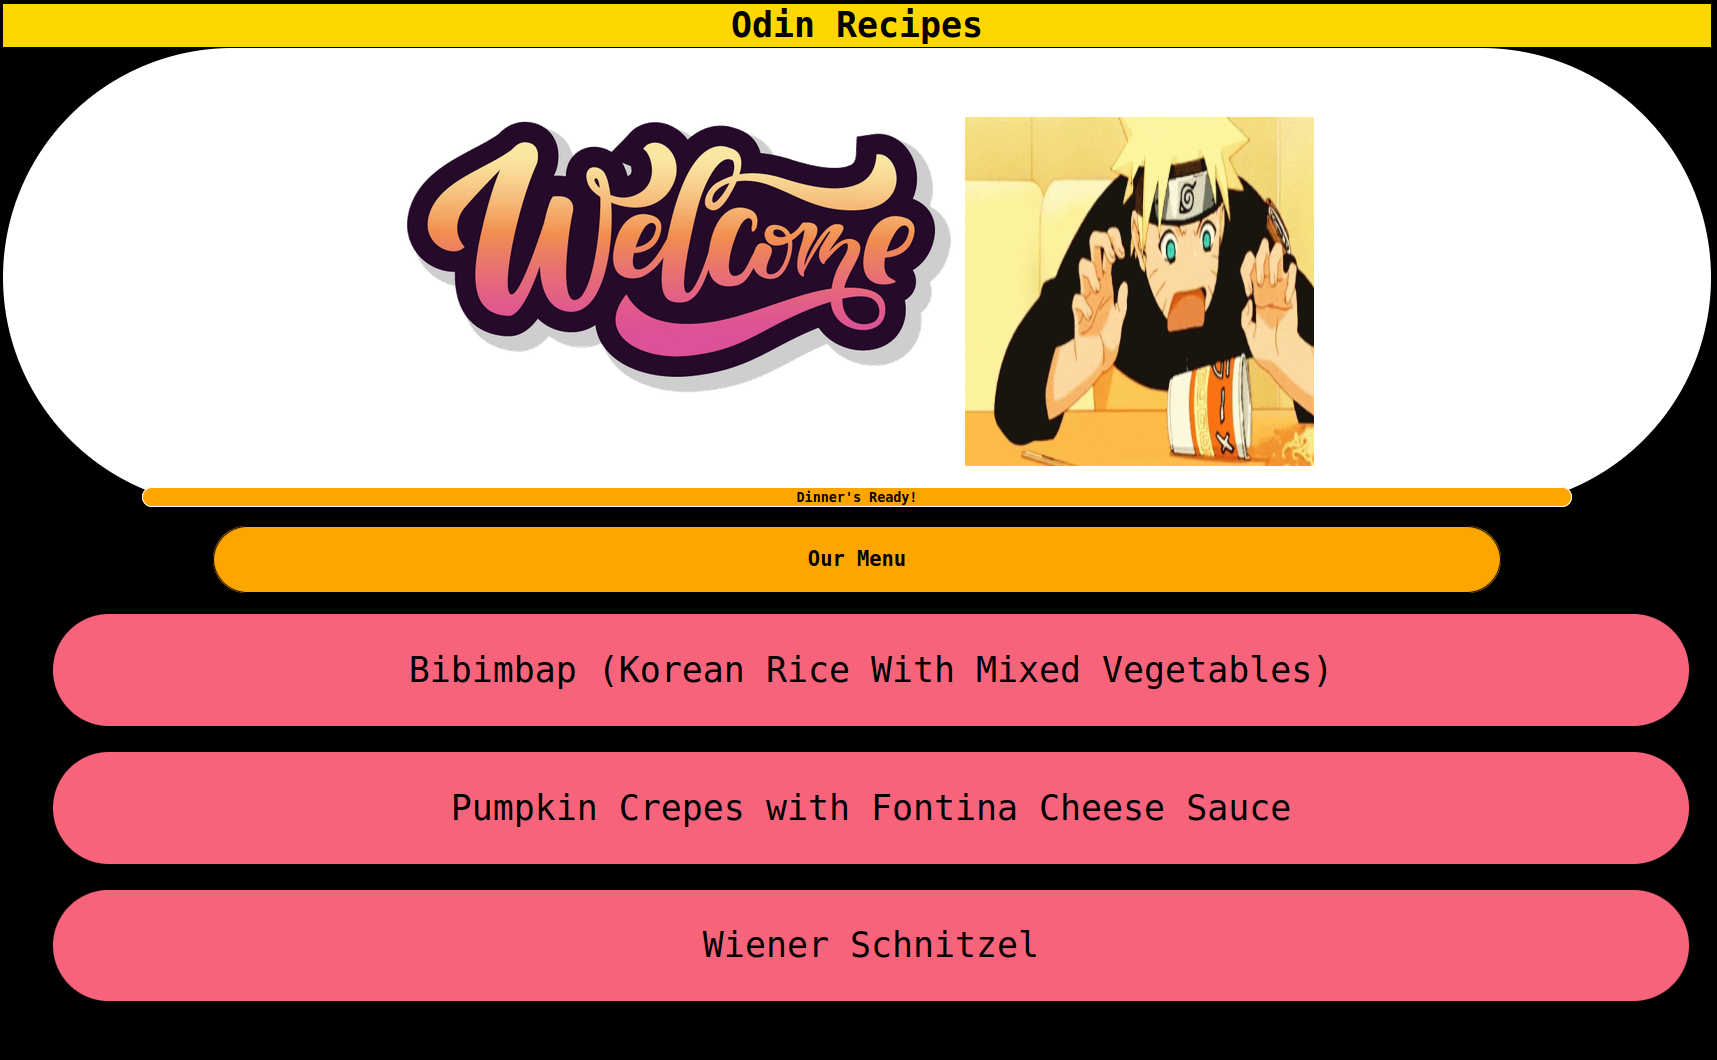 Odin Recipes
Welcome
Dinner's Ready!
Our Menu
Bibimbap (Korean Rice With Mixed Vegetables)
Pumpkin Crepes with Fontina Cheese Sauce
Wiener Schnitzel